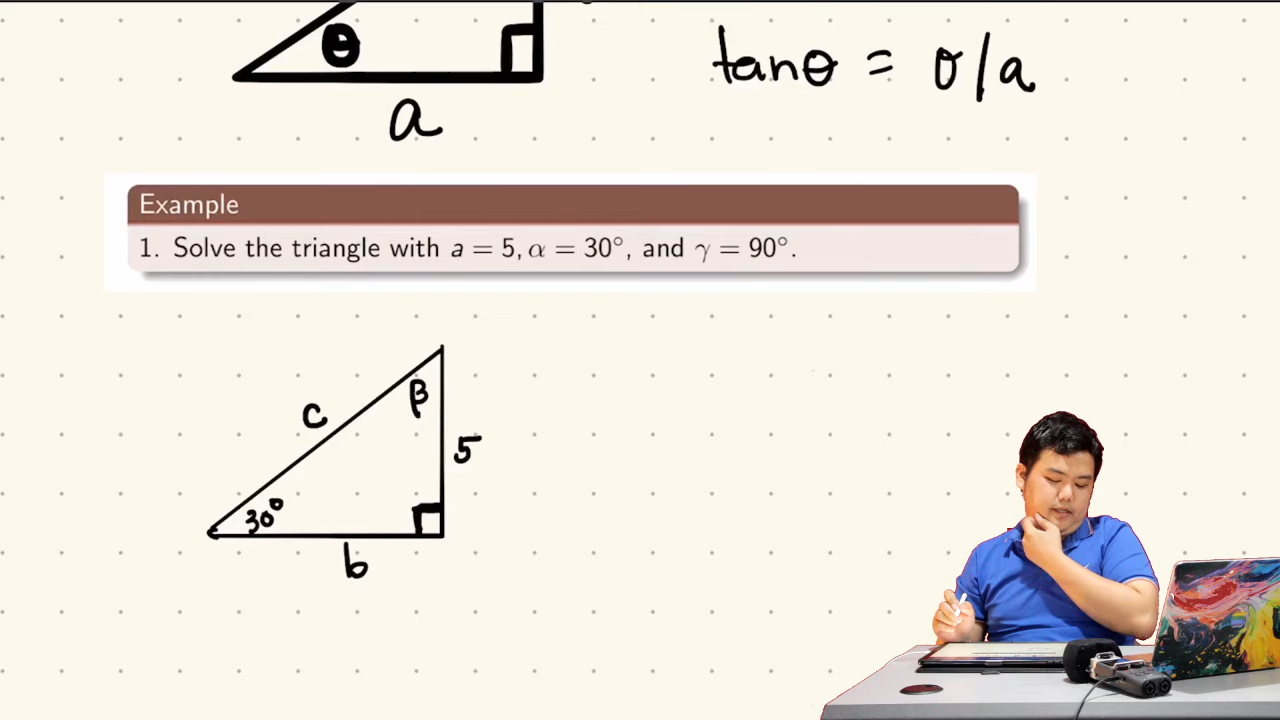 θ
a
tanθ = o/a
Example
1. Solve the triangle with a = 5, α = 30°, and γ = 90°.
c
β
5
30°
b